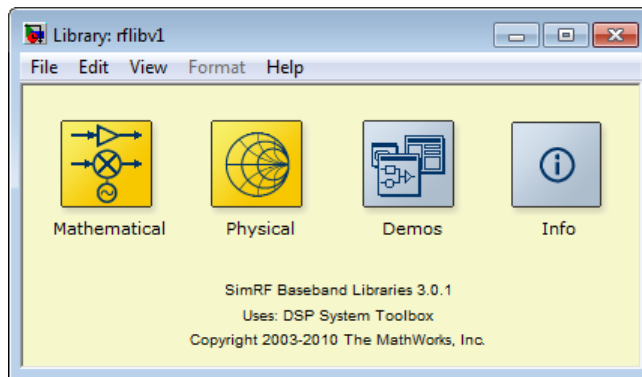 Library: rflibv1
File Edit View Format Help
Mathematical Physical Demos Info
SimRF Baseband Libraries 3.0.1
Uses: DSP System Toolbox
Copyright 2003-2010 The MathWorks, Inc.